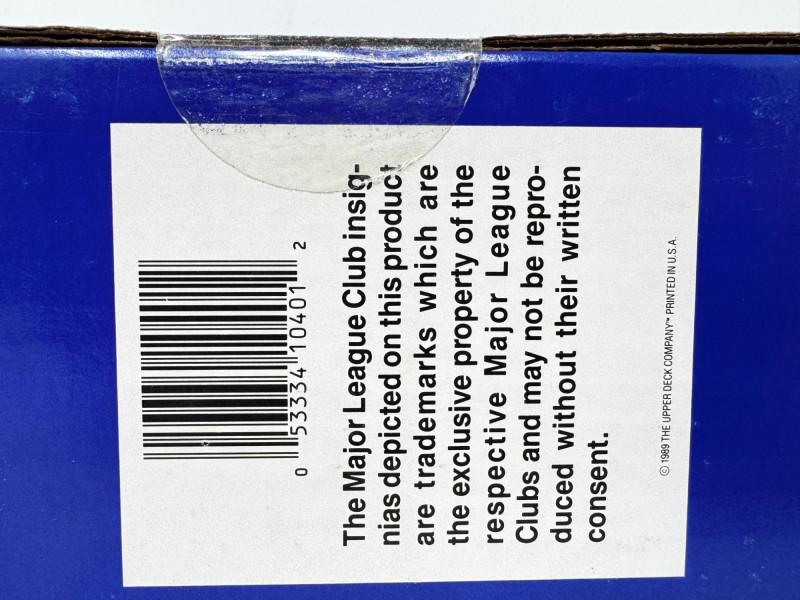 0 53334 10401 2
The Major League Club insig-
nias depicted on this product
are trademarks which are
the exclusive property of the
respective Major League
Clubs and may not be repro-
duced without their written
consent.
© 1989 THE UPPER DECK COMPANY™ PRINTED IN U.S.A.